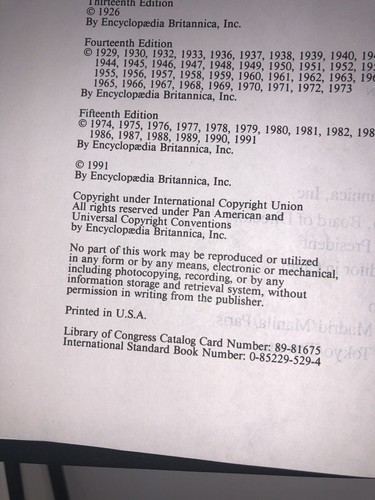 Thirteenth Edition
© 1926
By Encyclopædia Britannica, Inc.
Fourteenth Edition
© 1929, 1930, 1932, 1933, 1936, 1937, 1938, 1939, 1940,
1944, 1945, 1946, 1947, 1948, 1949, 1950, 1951, 1952,
1955, 1956, 1957, 1958, 1959, 1960, 1961, 1962, 1963,
1965, 1966, 1967, 1968, 1969, 1970, 1971, 1972, 1973
By Encyclopædia Britannica, Inc.
Fifteenth Edition
© 1974, 1975, 1976, 1977, 1978, 1979, 1980, 1981, 1982,
1986, 1987, 1988, 1989, 1990, 1991
By Encyclopædia Britannica, Inc.
© 1991
By Encyclopædia Britannica, Inc.
Copyright under International Copyright Union
All rights reserved under Pan American and
Universal Copyright Conventions
by Encyclopædia Britannica, Inc.
No part of this work may be reproduced or utilized
in any form or by any means, electronic or mechanical,
including photocopying, recording, or by any
information storage and retrieval system, without
permission in writing from the publisher.
Printed in U.S.A.
Library of Congress Catalog Card Number: 89-81675
International Standard Book Number: 0-85229-529-4